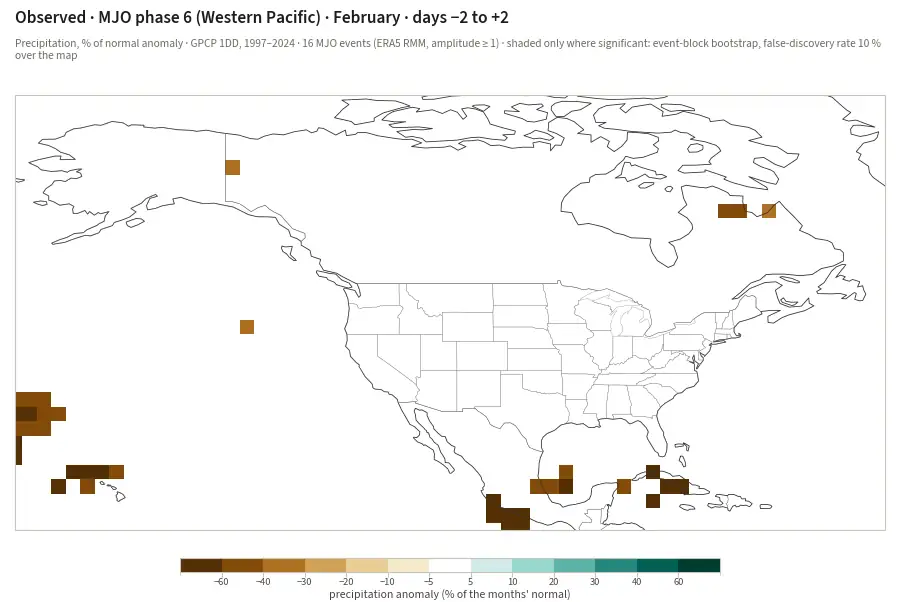 Observed · MJO phase 6 (Western Pacific) · February · days −2 to +2
Precipitation, % of normal anomaly · GPCP 1DD, 1997–2024 · 16 MJO events (ERA5 RMM, amplitude ≥ 1) · shaded only where significant: event-block bootstrap, false-discovery rate 10 %
over the map
−60 −40 −30 −20 −10 −5 5 10 20 30 40 60
precipitation anomaly (% of the months' normal)